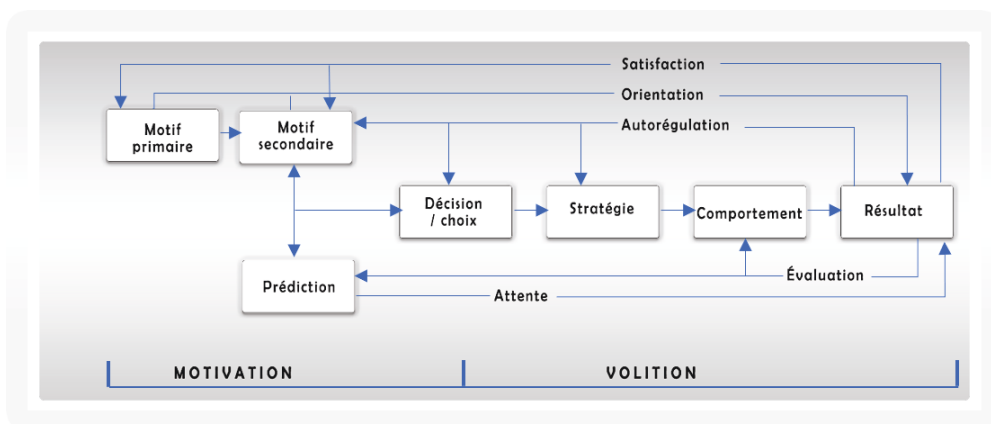 Satisfaction
Orientation
Autorégulation
Motif
primaire
Motif
secondaire
Décision
/ choix
Stratégie
Comportement
Résultat
Prédiction
Évaluation
Attente
MOTIVATION
VOLITION